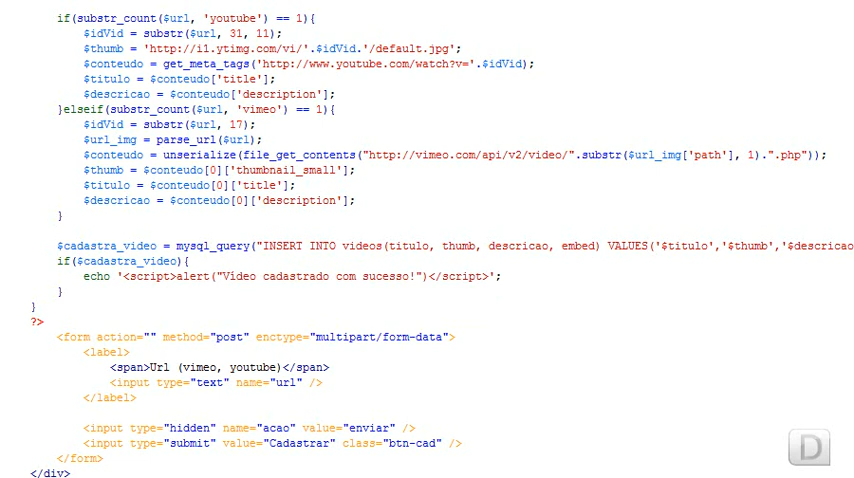 if(substr_count($url, 'youtube') == 1){
$idVid = substr($url, 31, 11);
$thumb = 'http://i1.ytimg.com/vi/'.$idVid.'/default.jpg';
$conteudo = get_meta_tags('http://www.youtube.com/watch?v='.$idVid);
$titulo = $conteudo['title'];
$descricao = $conteudo['description'];
}elseif(substr_count($url, 'vimeo') == 1){
$idVid = substr($url, 17);
$url_img = parse_url($url);
$conteudo = unserialize(file_get_contents("http://vimeo.com/api/v2/video/".substr($url_img['path'], 1).".php"));
$thumb = $conteudo[0]['thumbnail_small'];
$titulo = $conteudo[0]['title'];
$descricao = $conteudo[0]['description'];
}
$cadastra_video = mysql_query("INSERT INTO videos(titulo, thumb, descricao, embed) VALUES('$titulo','$thumb','$descricao
if($cadastra_video){
echo '<script>alert("Video cadastrado com sucesso!")</script>';
}
}
?>
<form action="" method="post" enctype="multipart/form-data">
<label>
<span>Url (vimeo, youtube)</span>
<input type="text" name="url" />
</label>
<input type="hidden" name="acao" value="enviar" />
<input type="submit" value="Cadastrar" class="btn-cad" />
</form>
</div>
D